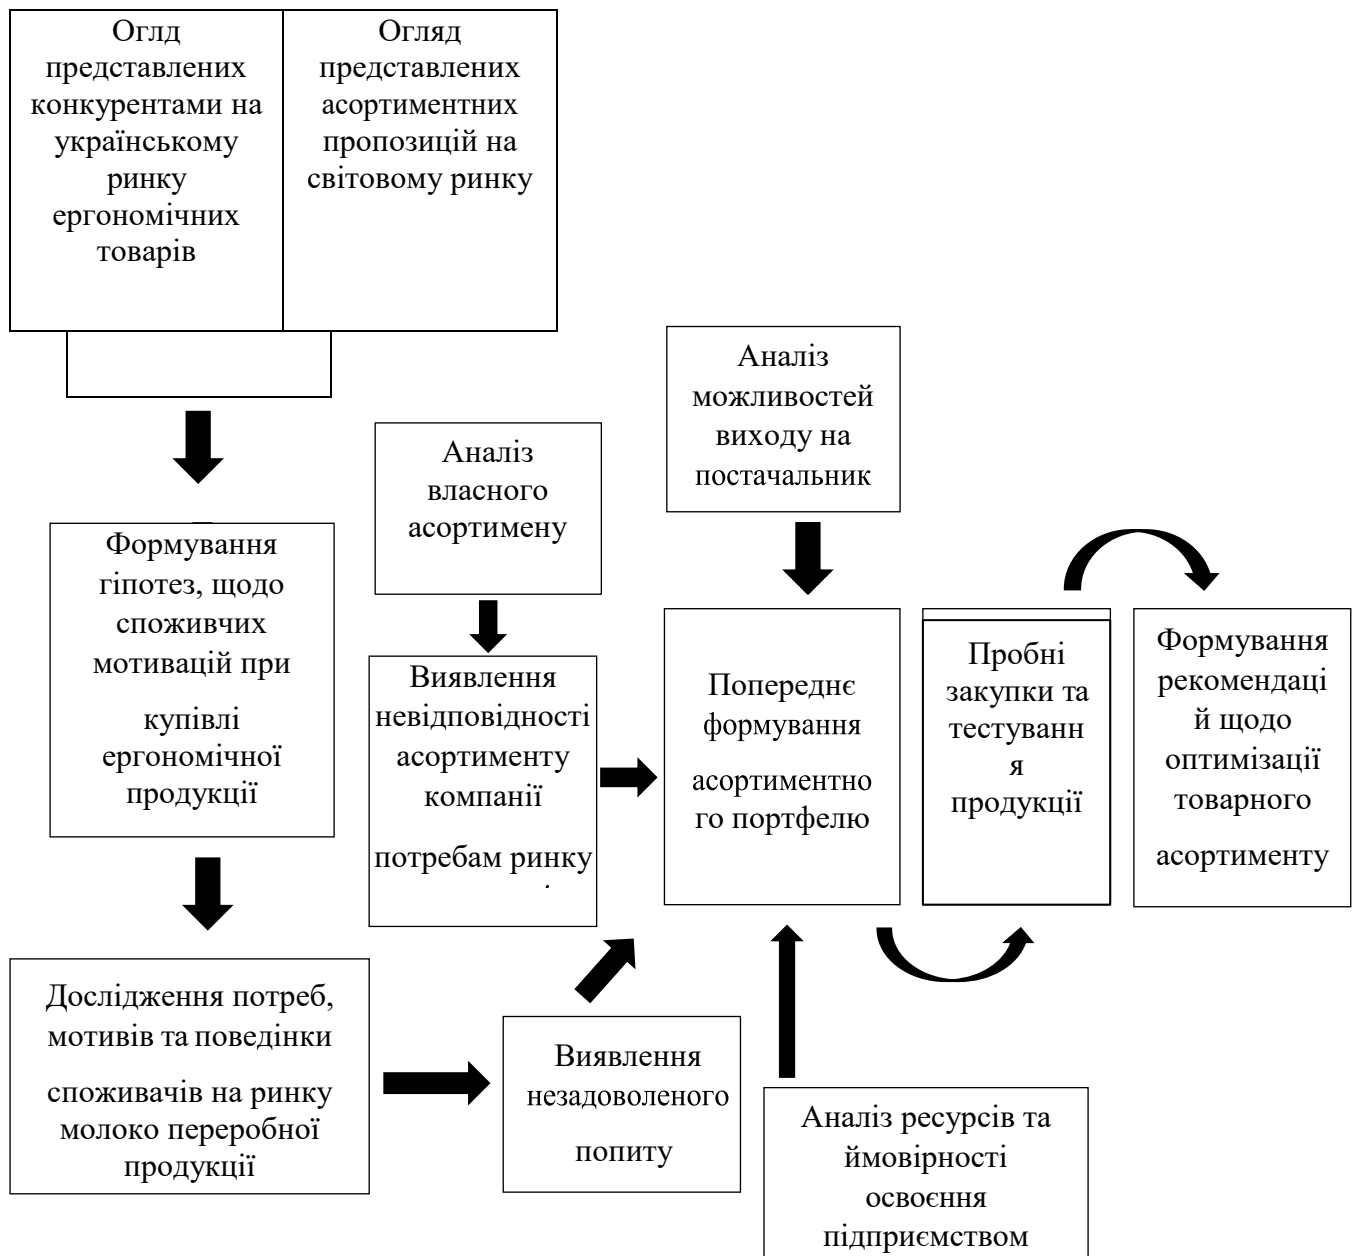 Оглд
представлених
конкурентами на
українському
ринку
ергономічних
товарів
Огляд
представлених
асортиментних
пропозицій на
світовому ринку
Аналіз
можливостей
виходу на
постачальник
Аналіз
власного
асортимену
Формування
гіпотез, щодо
споживчих
мотивацій при
купівлі
ергономічної
продукції
Виявлення
невідповідності
асортименту
компанії
потребам ринку
Попереднє
формування
асортиментно
го портфелю
Пробні
закупки та
тестуванн
я
продукції
Формування
рекомендаці
й щодо
оптимізації
товарного
асортименту
Дослідження потреб,
мотивів та поведінки
споживачів на ринку
молоко переробної
продукції
Виявлення
незадоволеного
попиту
Аналіз ресурсів та
ймовірності
освоєння
підприємством